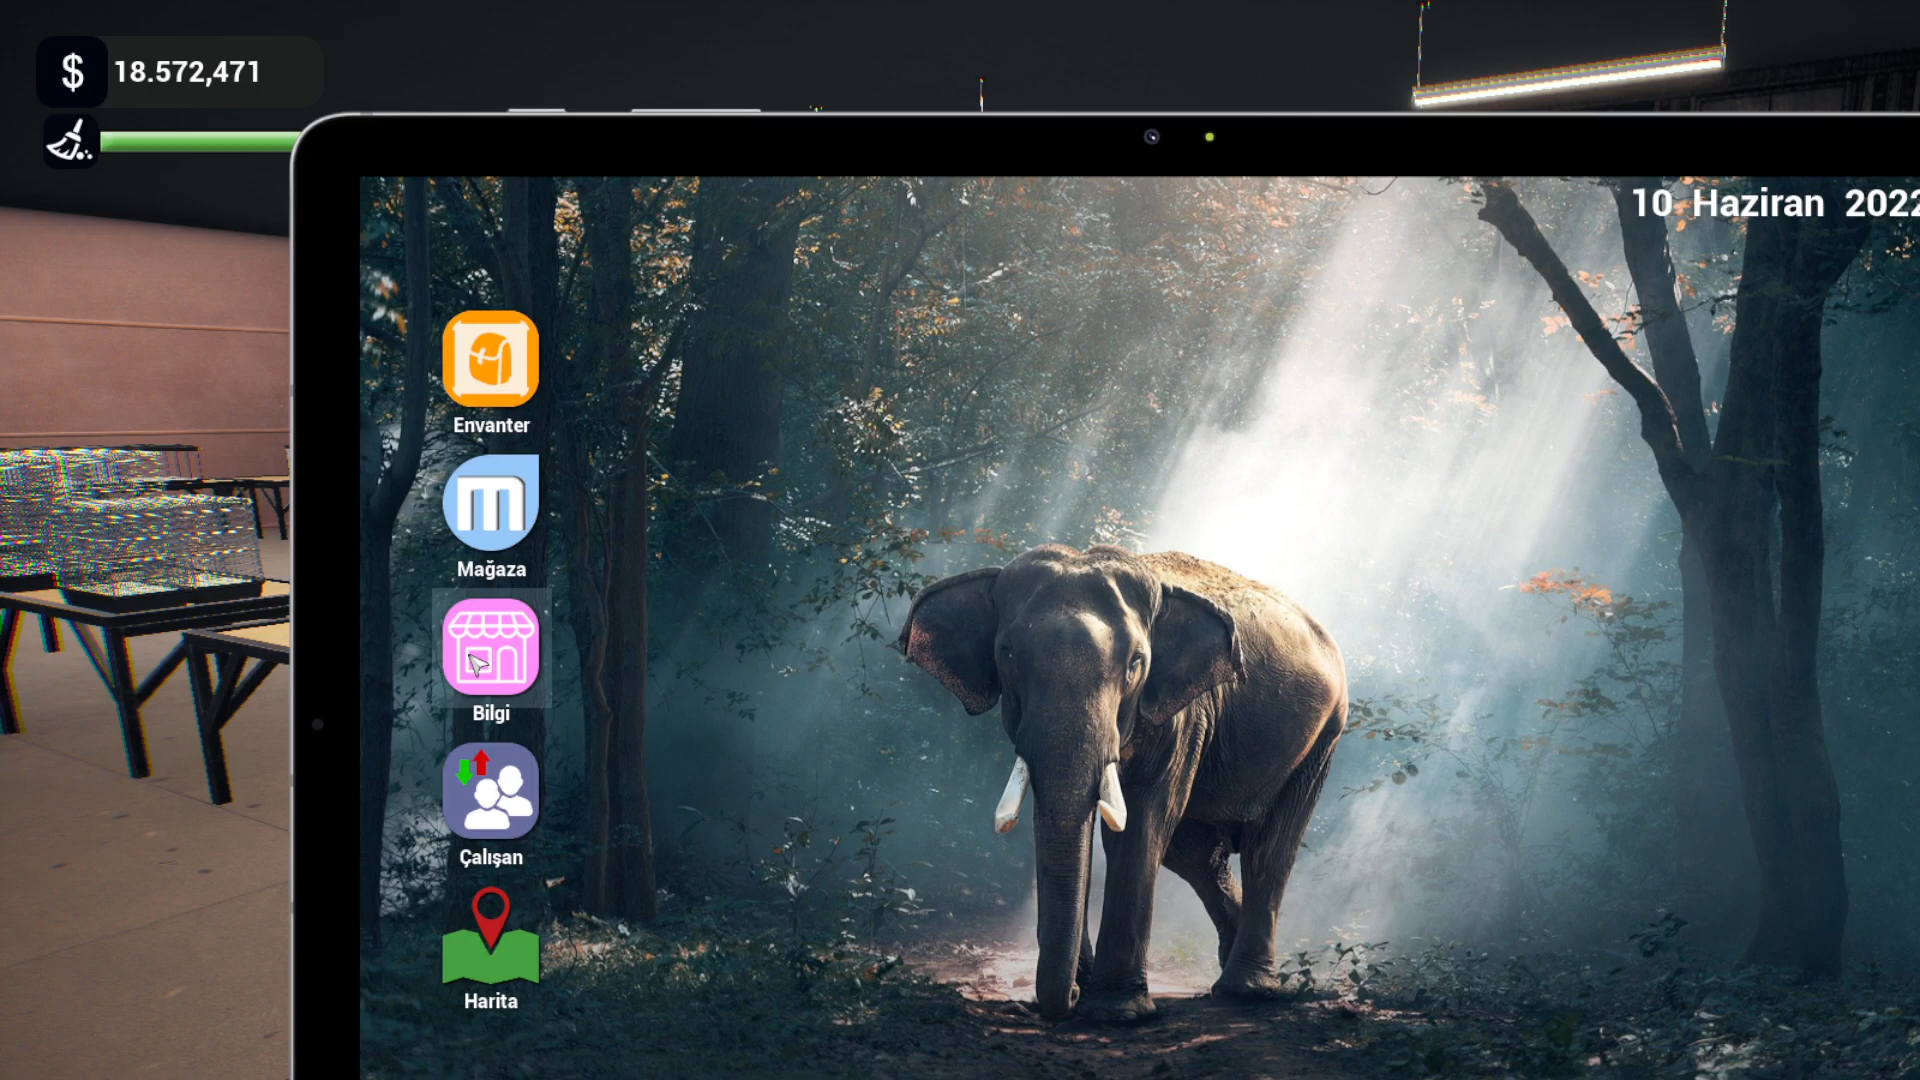 $ 18.572,471
10 Haziran 2022
Envanter
Mağaza
Bilgi
Çalışan
Harita